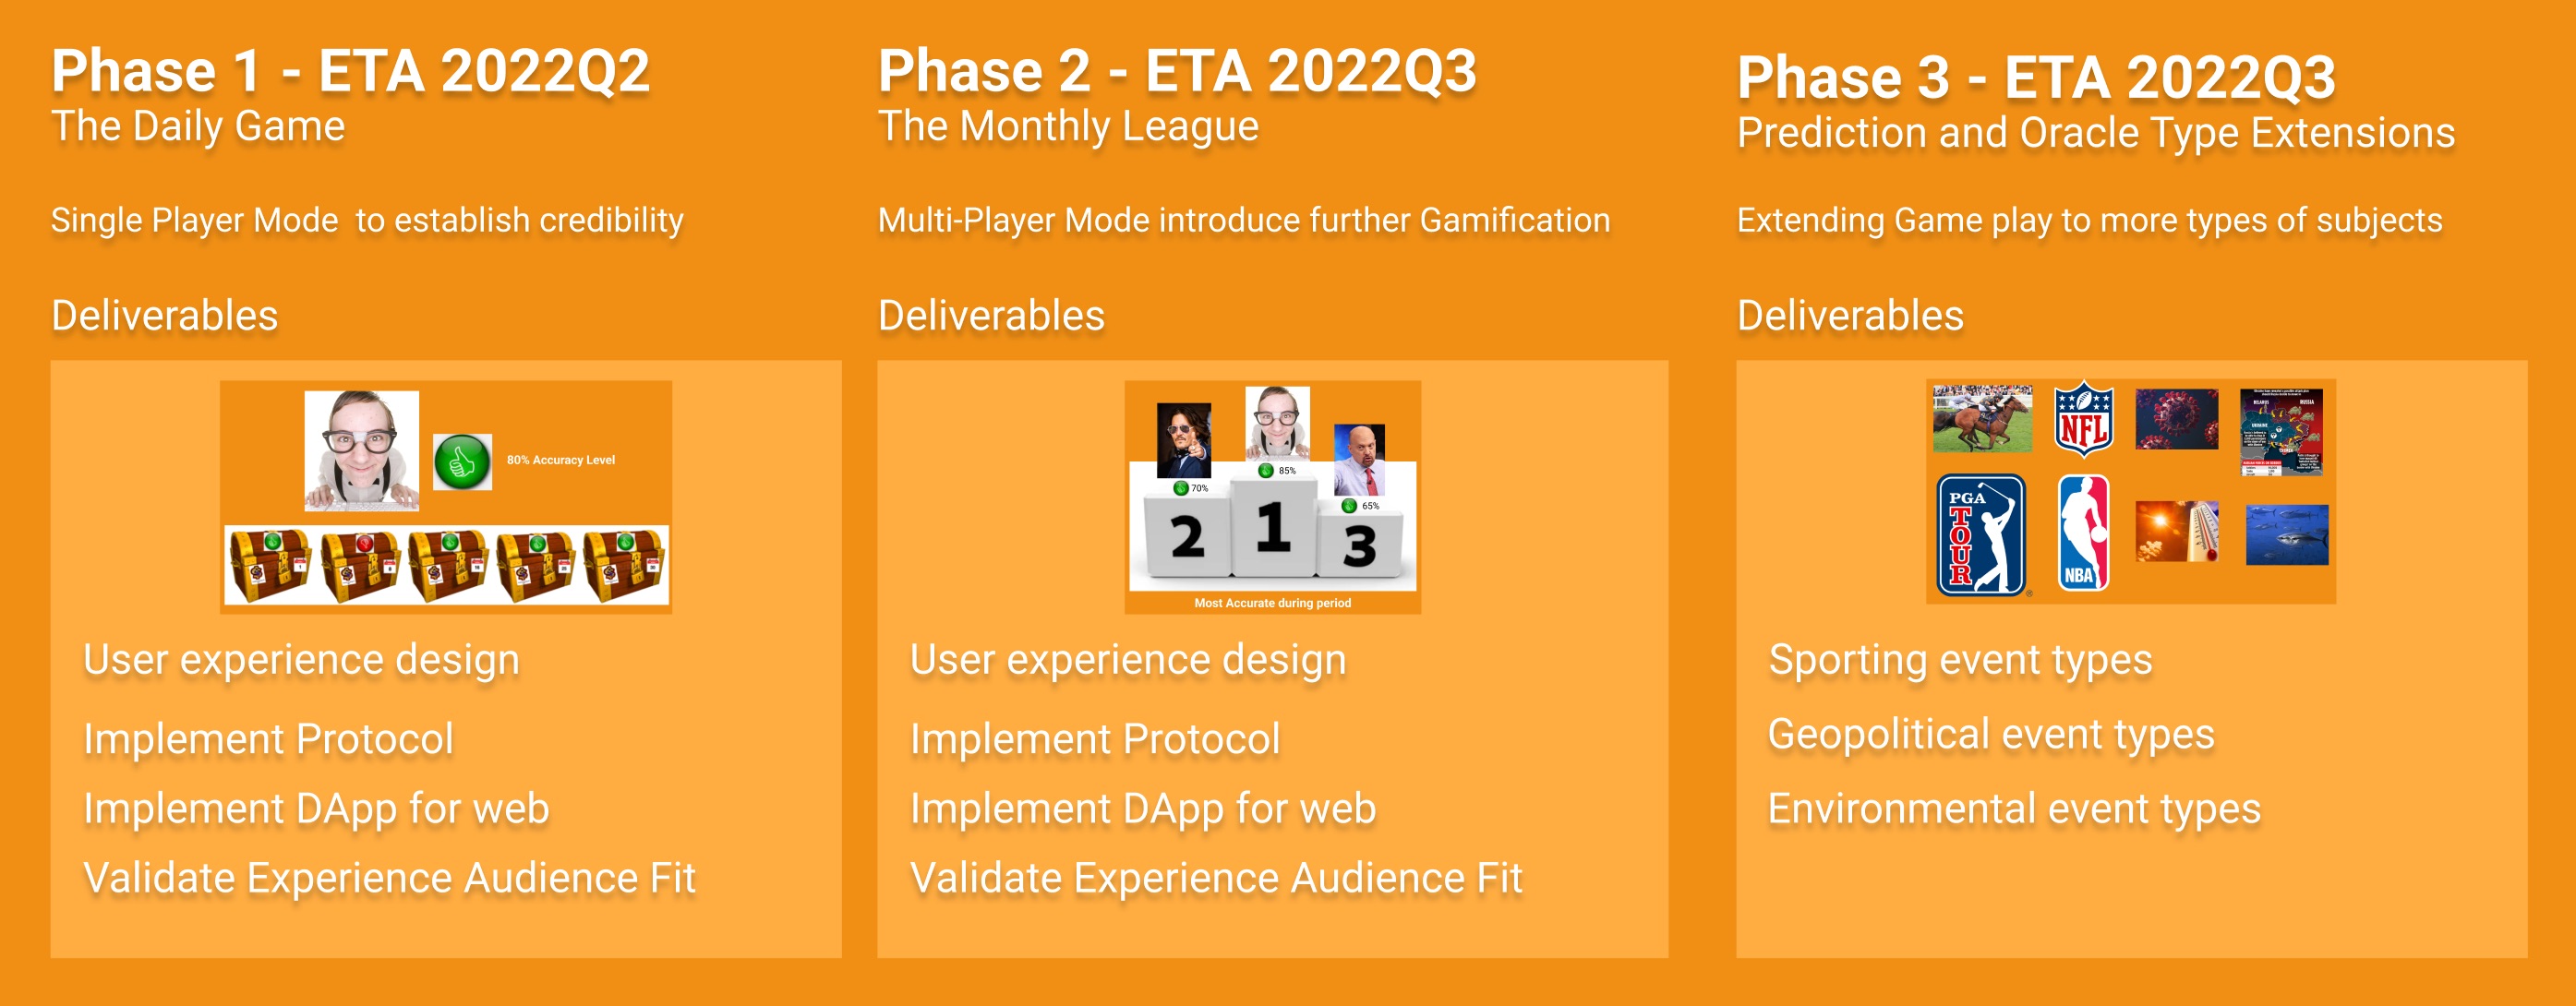 Phase 1 - ETA 2022Q2
The Daily Game
Single Player Mode  to establish credibility
Deliverables
80% Accuracy Level
User experience design
Implement Protocol
Implement DApp for web
Validate Experience Audience Fit
Phase 2 - ETA 2022Q3
The Monthly League
Multi-Player Mode introduce further Gamification
Deliverables
85%
70%
65%
2
1
3
Most Accurate during period
User experience design
Implement Protocol
Implement DApp for web
Validate Experience Audience Fit
Phase 3 - ETA 2022Q3
Prediction and Oracle Type Extensions
Extending Game play to more types of subjects
Deliverables
NFL
BELARUS
RUSSIA
UKRAINE
PGA
TOUR
®
NBA
Sporting event types
Geopolitical event types
Environmental event types